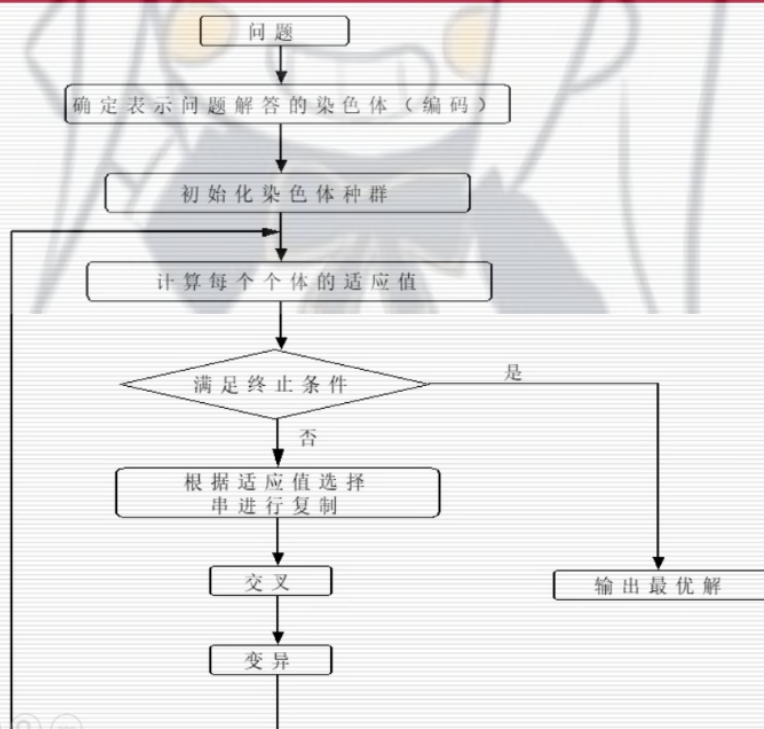 问题
确定表示问题解答的染色体（编码）
初始化染色体种群
计算每个个体的适应值
满足终止条件
是
否
根据适应值选择
串进行复制
交叉
输出最优解
变异